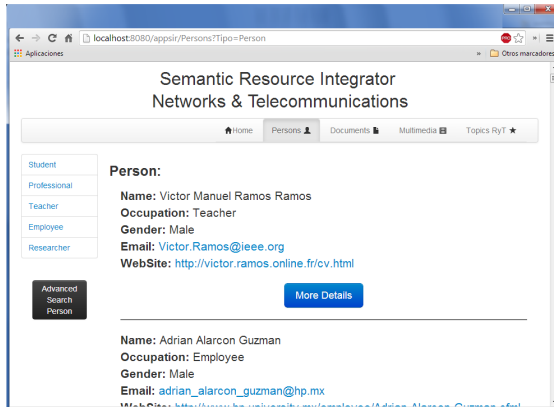 localhost:8080/appsir/Persons?Tipo=Person
Aplicaciones
» Otros marcadores
Semantic Resource Integrator
Networks & Telecommunications
Home Persons Documents Multimedia Topics RyT
Student
Professional
Teacher
Employee
Researcher
Advanced
Search
Person
Person:
Name: Victor Manuel Ramos Ramos
Occupation: Teacher
Gender: Male
Email: Victor.Ramos@ieee.org
WebSite: http://victor.ramos.online.fr/cv.html
More Details
Name: Adrian Alarcon Guzman
Occupation: Employee
Gender: Male
Email: adrian_alarcon_guzman@hp.mx
WebSite: